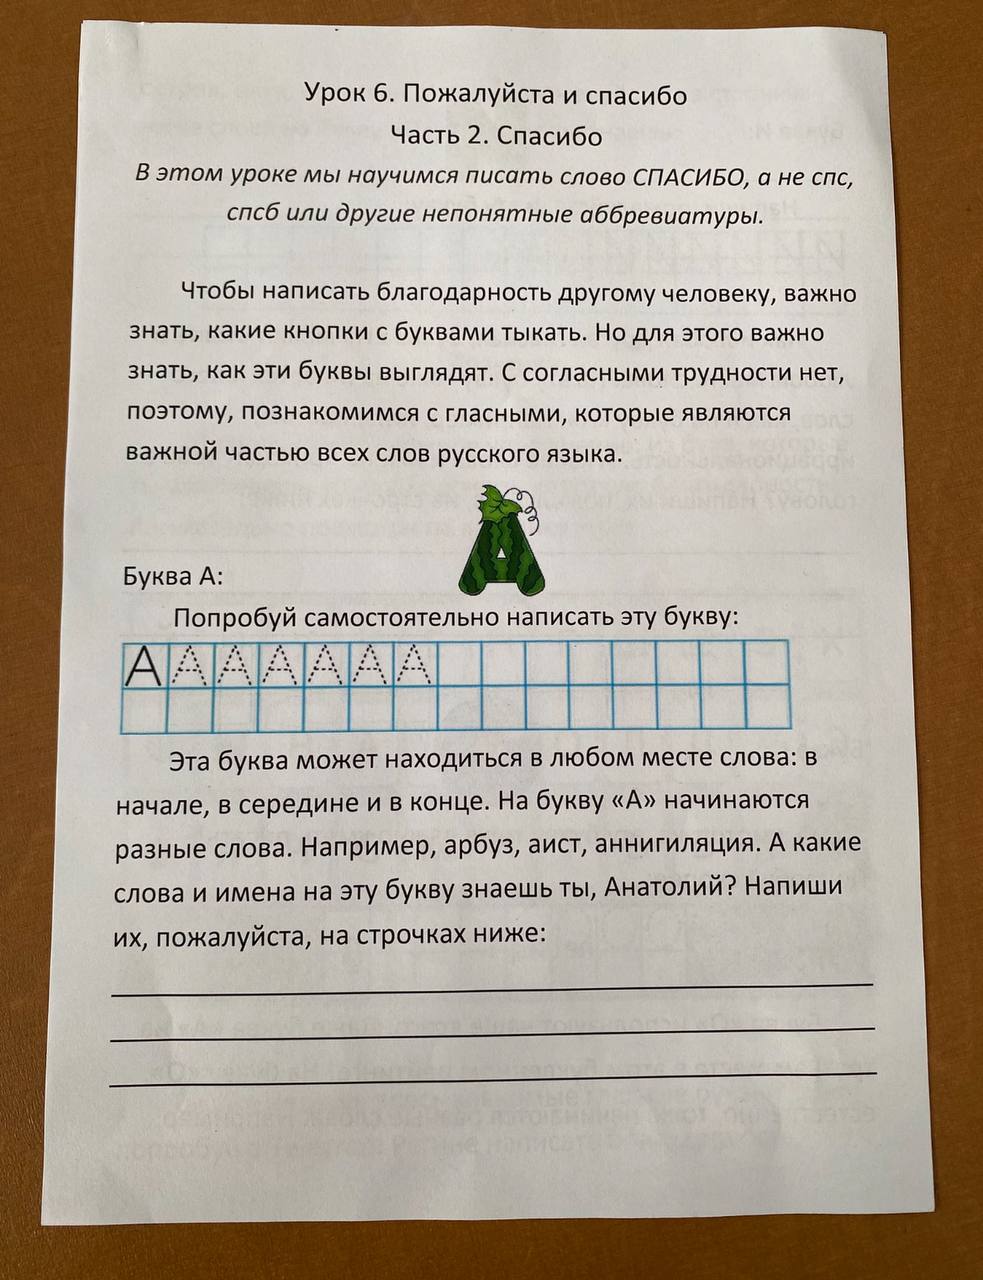 Урок 6. Пожалуйста и спасибо
Часть 2. Спасибо
В этом уроке мы научимся писать слово СПАСИБО, а не спс,
спсб или другие непонятные аббревиатуры.
Чтобы написать благодарность другому человеку, важно
знать, какие кнопки с буквами тыкать. Но для этого важно
знать, как эти буквы выглядят. С согласными трудности нет,
поэтому, познакомимся с гласными, которые являются
важной частью всех слов русского языка.
А
Буква А:
Попробуй самостоятельно написать эту букву:
А А А А А А А
Эта буква может находиться в любом месте слова: в
начале, в середине и в конце. На букву «А» начинаются
разные слова. Например, арбуз, аист, аннигиляция. А какие
слова и имена на эту букву знаешь ты, Анатолий? Напиши
их, пожалуйста, на строчках ниже: